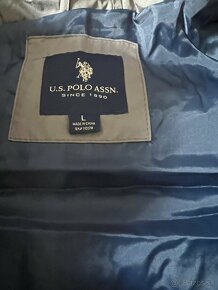 U.S. POLO ASSN.
SINCE 1890
L
MADE IN CHINA